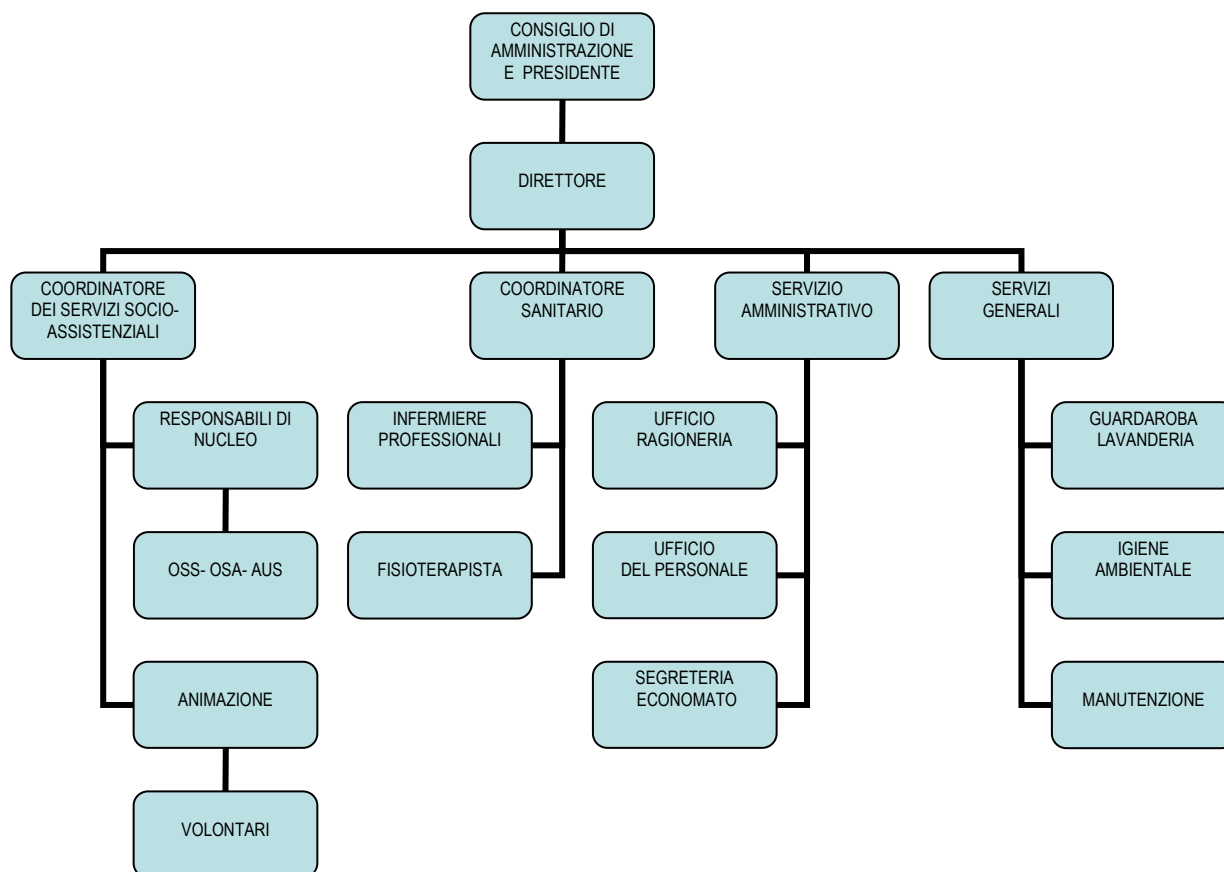 CONSIGLIO DI
AMMINISTRAZIONE
E PRESIDENTE
DIRETTORE
COORDINATORE
DEI SERVIZI SOCIO-
ASSISTENZIALI
COORDINATORE
SANITARIO
SERVIZIO
AMMINISTRATIVO
SERVIZI
GENERALI
RESPONSABILI DI
NUCLEO
INFERMIERE
PROFESSIONALI
UFFICIO
RAGIONERIA
GUARDAROBA
LAVANDERIA
OSS- OSA- AUS
FISIOTERAPISTA
UFFICIO
DEL PERSONALE
IGIENE
AMBIENTALE
ANIMAZIONE
SEGRETERIA
ECONOMATO
MANUTENZIONE
VOLONTARI